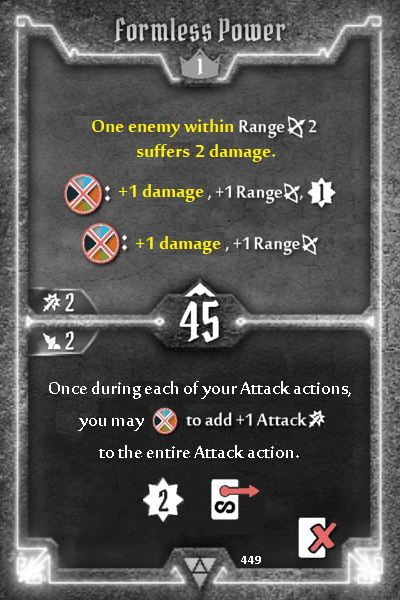 Formless Power
1
One enemy within Range 2
suffers 2 damage.
: +1 damage , +1 Range, 1
: +1 damage , +1 Range
2
45
2
Once during each of your Attack actions,
you may to add +1 Attack
to the entire Attack action.
2
S
449